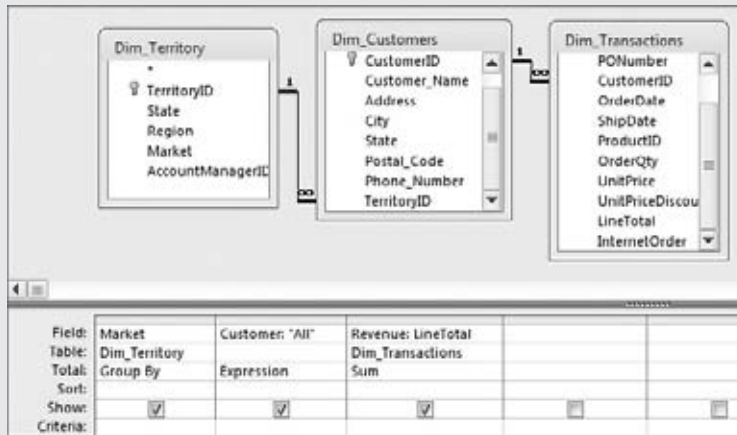 Dim_Territory
*
TerritoryID
State
Region
Market
AccountManagerID
1
∞
Dim_Customers
CustomerID
Customer_Name
Address
City
State
Postal_Code
Phone_Number
TerritoryID
1
∞
Dim_Transactions
PONumber
CustomerID
OrderDate
ShipDate
ProductID
OrderQty
UnitPrice
UnitPriceDiscou
LineTotal
InternetOrder
Field: Market Customer: "All" Revenue: LineTotal
Table: Dim_Territory Dim_Transactions
Total: Group By Expression Sum
Sort:
Show:
Criteria: